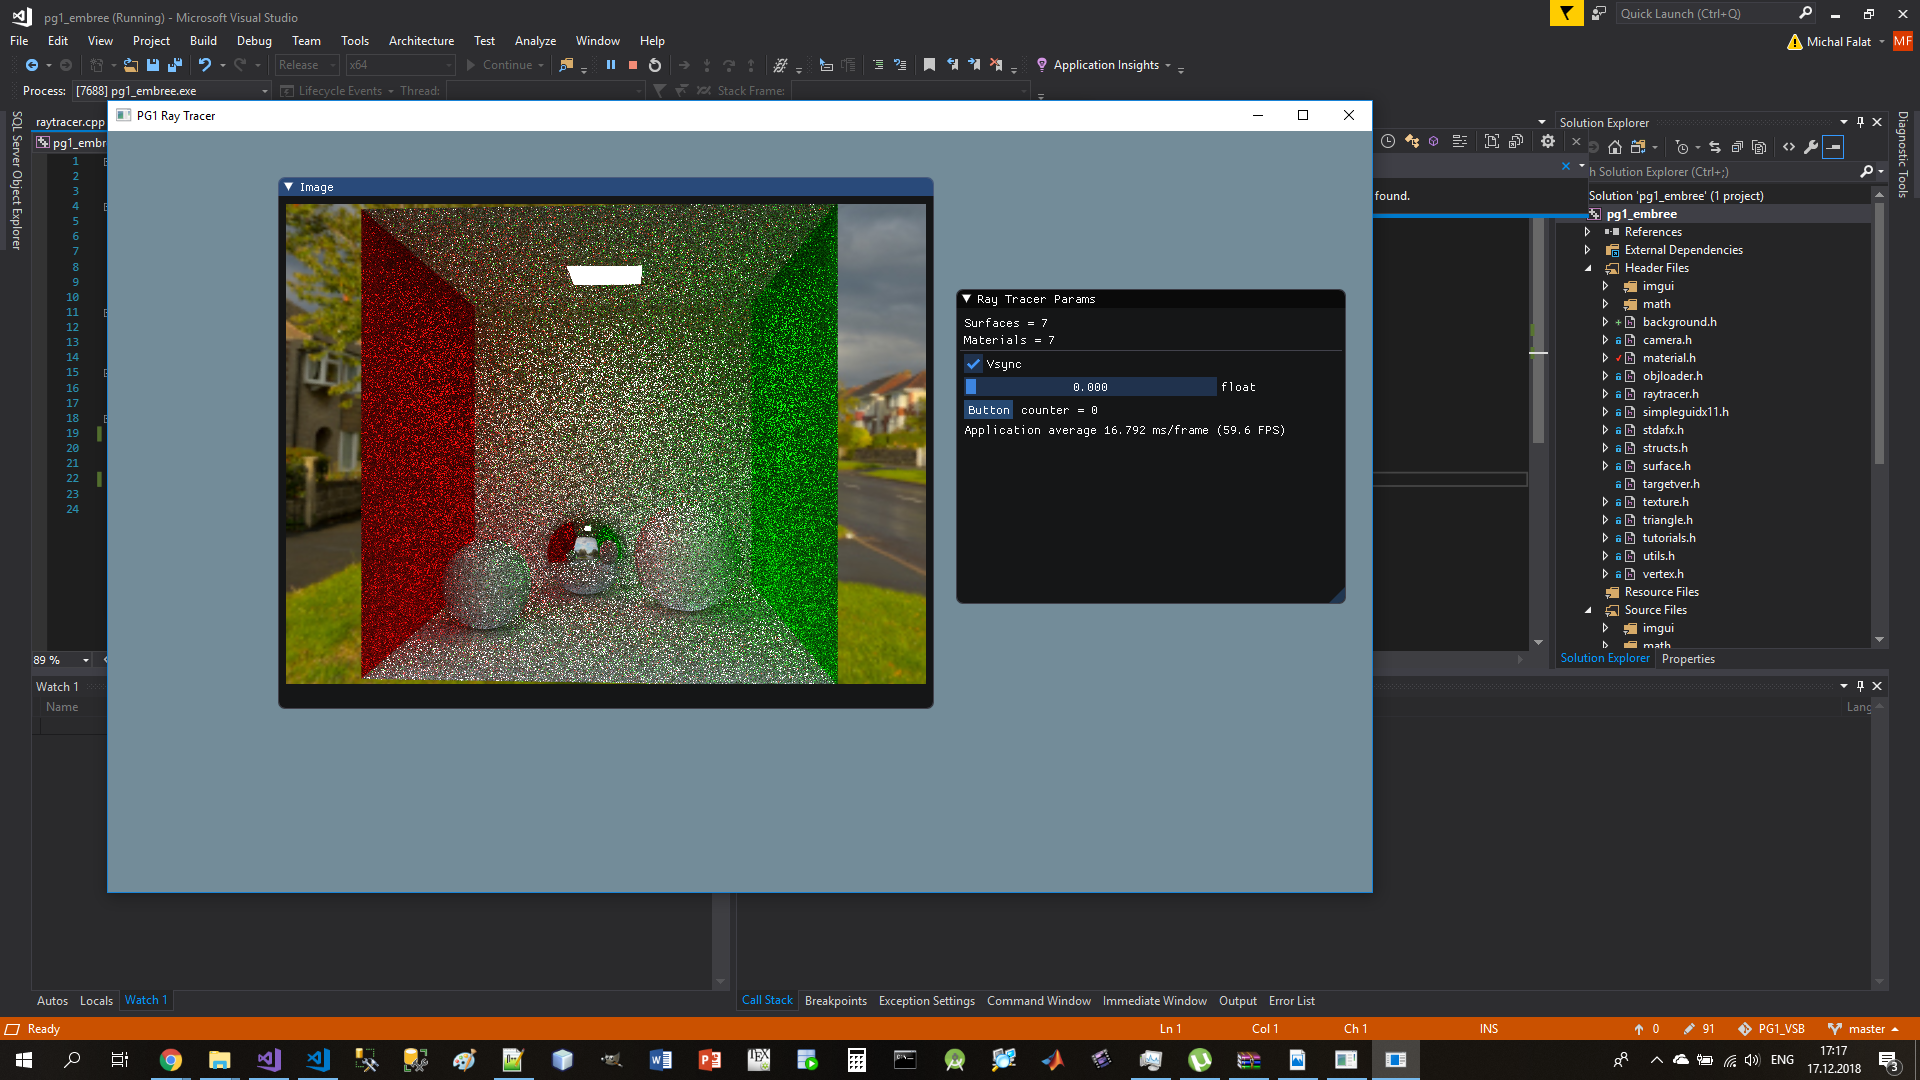 pg1_embree (Running) - Microsoft Visual Studio
Quick Launch (Ctrl+Q)
File Edit View Project Build Debug Team Tools Architecture Test Analyze Window Help
Michal Falat MF
Release x64 Continue Application Insights
Process: [7688] pg1_embree.exe Lifecycle Events Thread: Stack Frame:
SQL Server Object Explorer
raytracer.cpp
pg1_embr
1
2
3
4
5
6
7
8
9
10
11
12
13
14
15
16
17
18
19
20
21
22
23
24
89 %
PG1 Ray Tracer
Image
Ray Tracer Params
Surfaces = 7
Materials = 7
Vsync
0.000 float
Button counter = 0
Application average 16.792 ms/frame (59.6 FPS)
found.
Solution Explorer
h Solution Explorer (Ctrl+;)
Solution 'pg1_embree' (1 project)
pg1_embree
References
External Dependencies
Header Files
imgui
math
background.h
camera.h
material.h
objloader.h
raytracer.h
simpleguidx11.h
stdafx.h
structs.h
surface.h
targetver.h
texture.h
triangle.h
tutorials.h
utils.h
vertex.h
Resource Files
Source Files
imgui
math
Solution Explorer Properties
Diagnostic Tools
Watch 1
Name
Lang
Autos Locals Watch 1
Call Stack Breakpoints Exception Settings Command Window Immediate Window Output Error List
Ready Ln 1 Col 1 Ch 1 INS 0 91 PG1_VSB master
ENG
17:17
17.12.2018
3